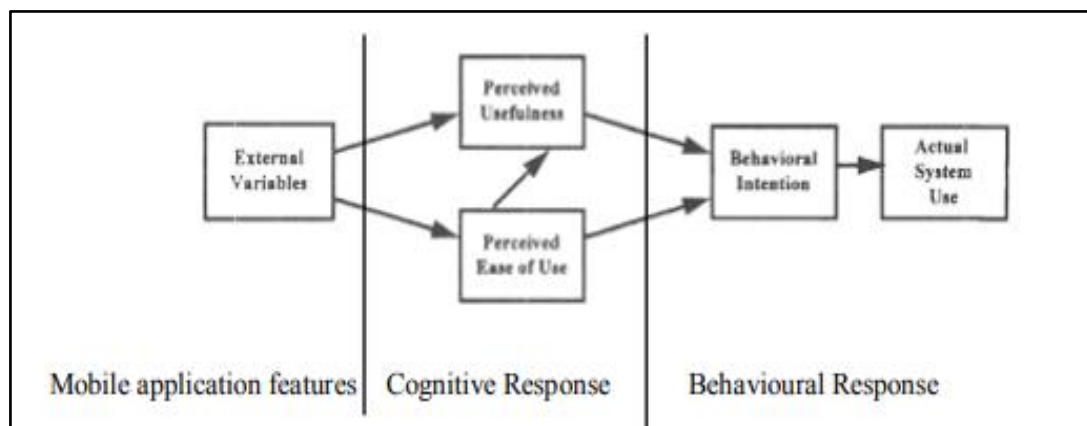 External
Variables
Perceived
Usefulness
Perceived
Ease of Use
Behavioral
Intention
Actual
System
Use
Mobile application features
Cognitive Response
Behavioural Response